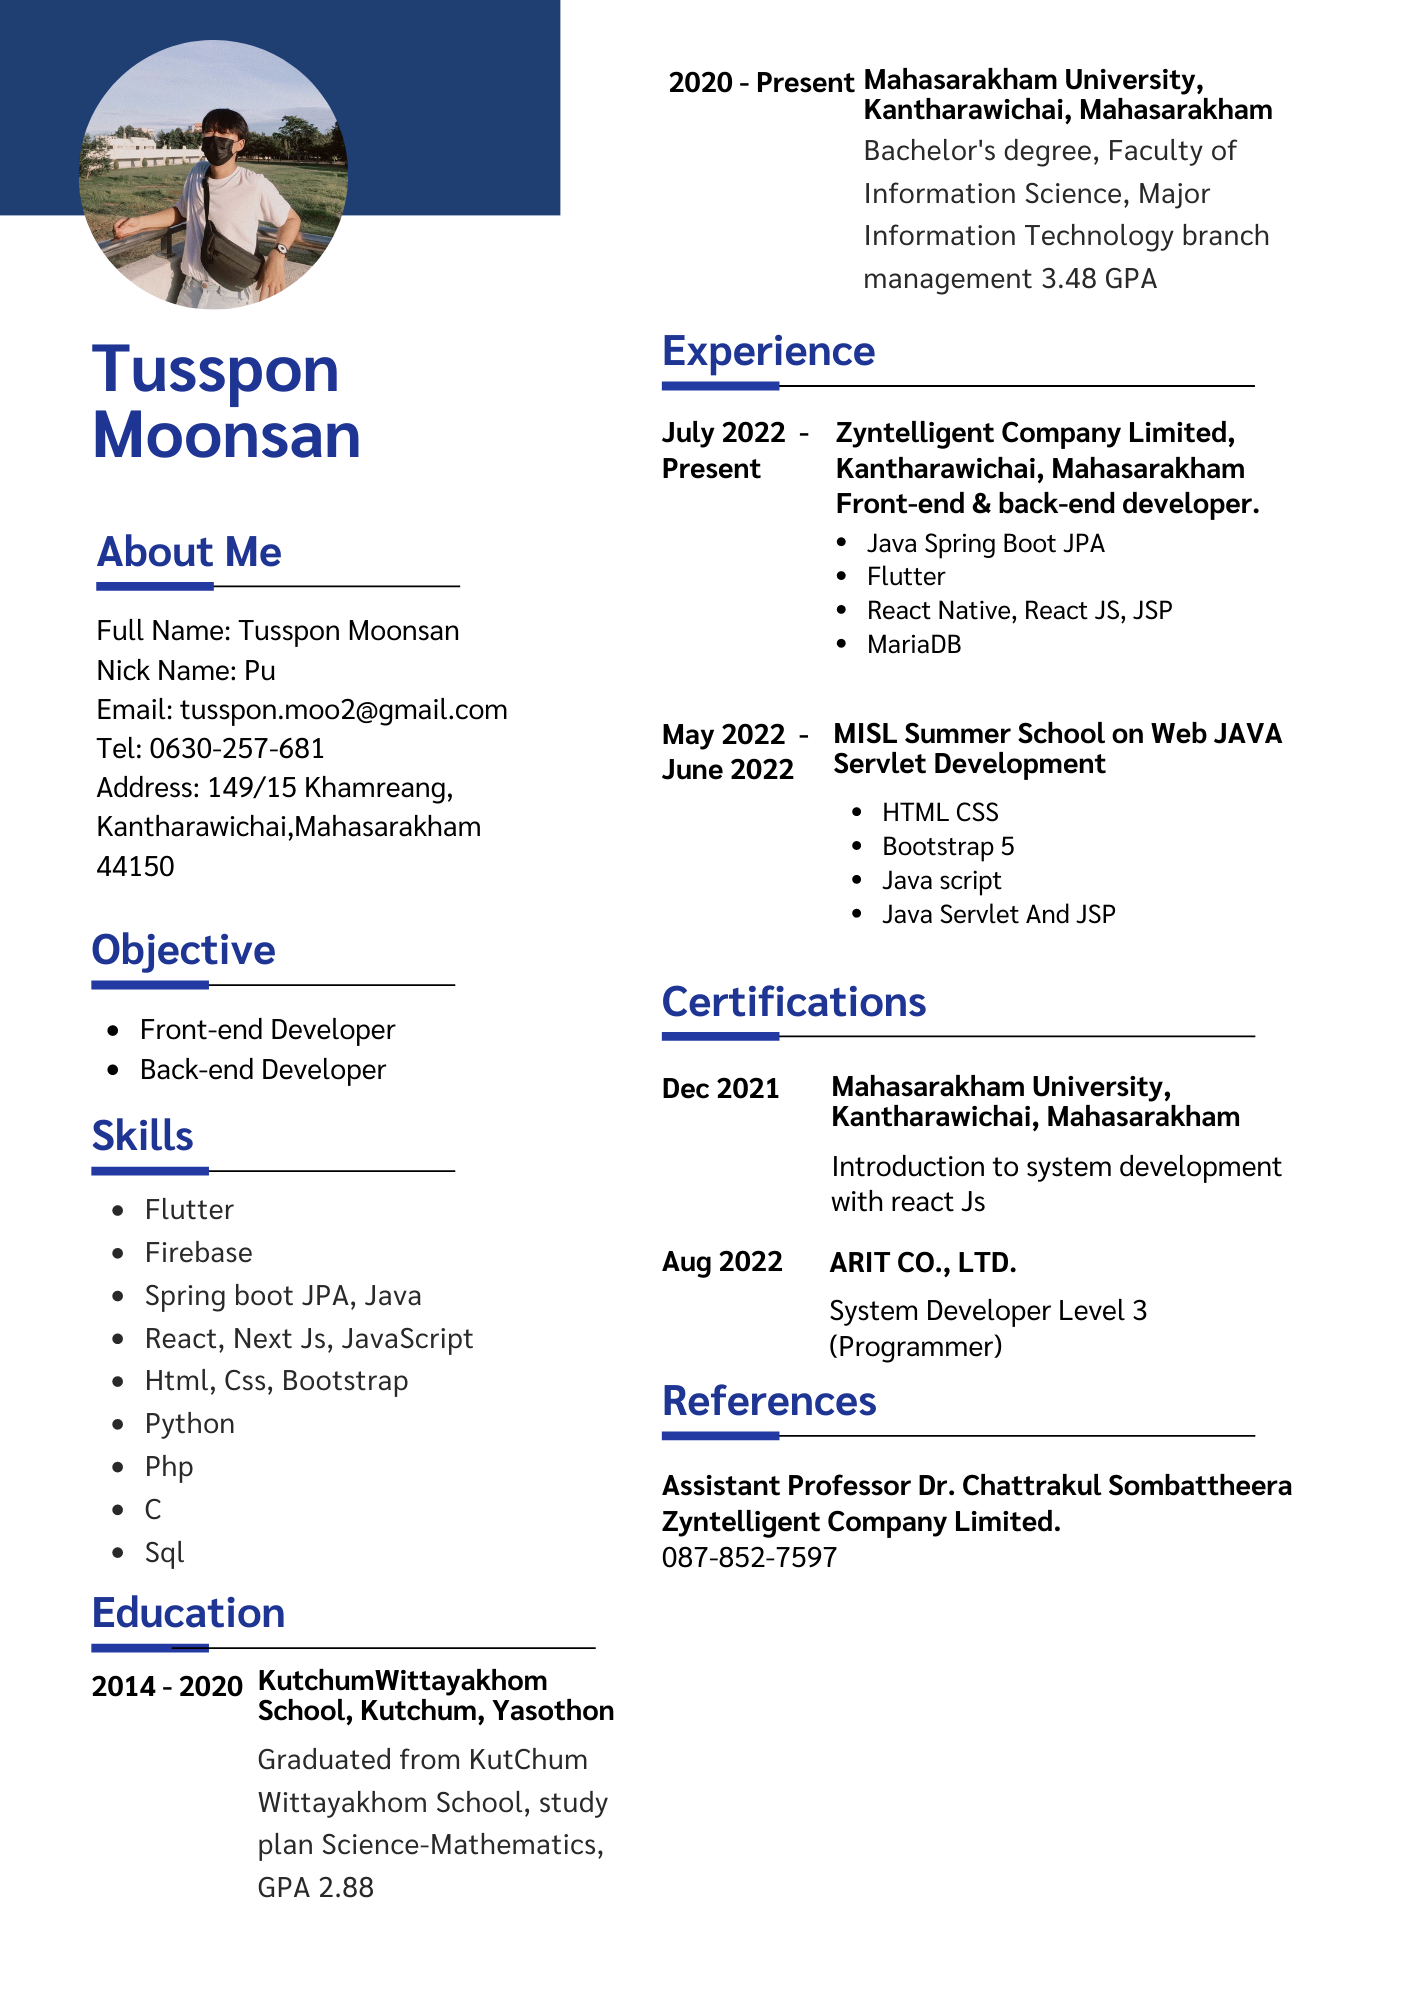 Tusspon
Moonsan
About Me
Full Name: Tusspon Moonsan
Nick Name: Pu
Email: tusspon.moo2@gmail.com
Tel: 0630-257-681
Address: 149/15 Khamreang,
Kantharawichai,Mahasarakham
44150
Objective
• Front-end Developer
• Back-end Developer
Skills
• Flutter
• Firebase
• Spring boot JPA, Java
• React, Next Js, JavaScript
• Html, Css, Bootstrap
• Python
• Php
• C
• Sql
Education
2014 - 2020 KutchumWittayakhom
School, Kutchum, Yasothon
Graduated from KutChum
Wittayakhom School, study
plan Science-Mathematics,
GPA 2.88
2020 - Present Mahasarakham University,
Kantharawichai, Mahasarakham
Bachelor's degree, Faculty of
Information Science, Major
Information Technology branch
management 3.48 GPA
Experience
July 2022 - Zyntelligent Company Limited,
Present Kantharawichai, Mahasarakham
Front-end & back-end developer.
• Java Spring Boot JPA
• Flutter
• React Native, React JS, JSP
• MariaDB
May 2022 - MISL Summer School on Web JAVA
June 2022 Servlet Development
• HTML CSS
• Bootstrap 5
• Java script
• Java Servlet And JSP
Certifications
Dec 2021 Mahasarakham University,
Kantharawichai, Mahasarakham
Introduction to system development
with react Js
Aug 2022 ARIT CO., LTD.
System Developer Level 3
(Programmer)
References
Assistant Professor Dr. Chattrakul Sombattheera
Zyntelligent Company Limited.
087-852-7597